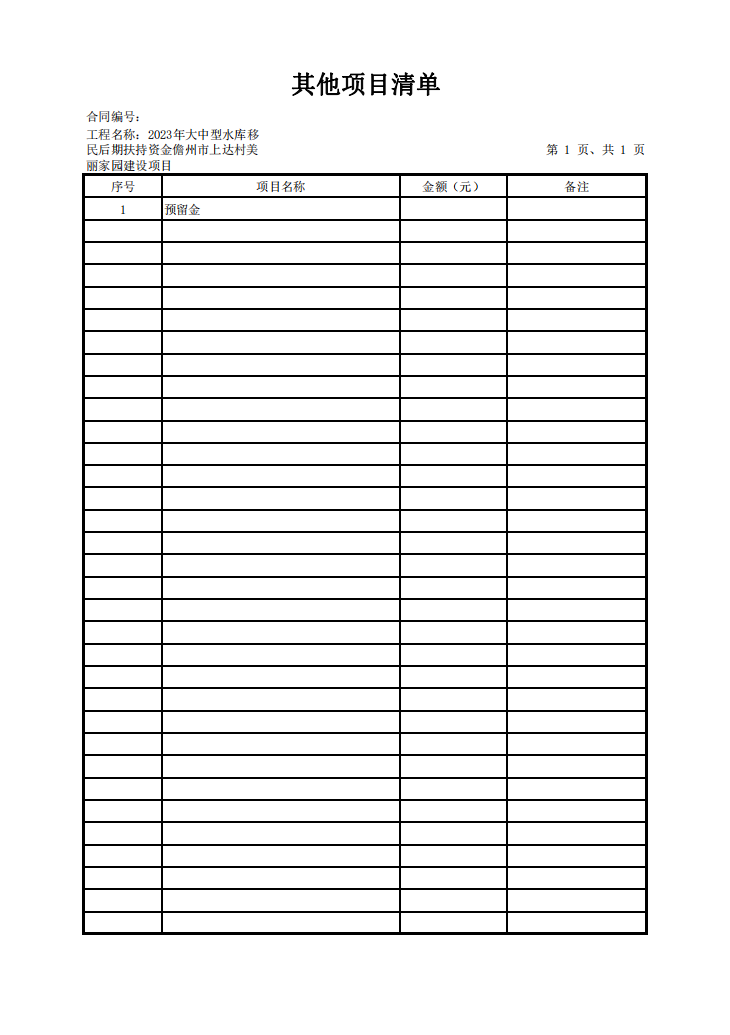 其他项目清单
合同编号：
工程名称：2023年大中型水库移
民后期扶持资金儋州市上达村美
丽家园建设项目
第 1 页、共 1 页
序号 项目名称 金额（元） 备注
1 预留金